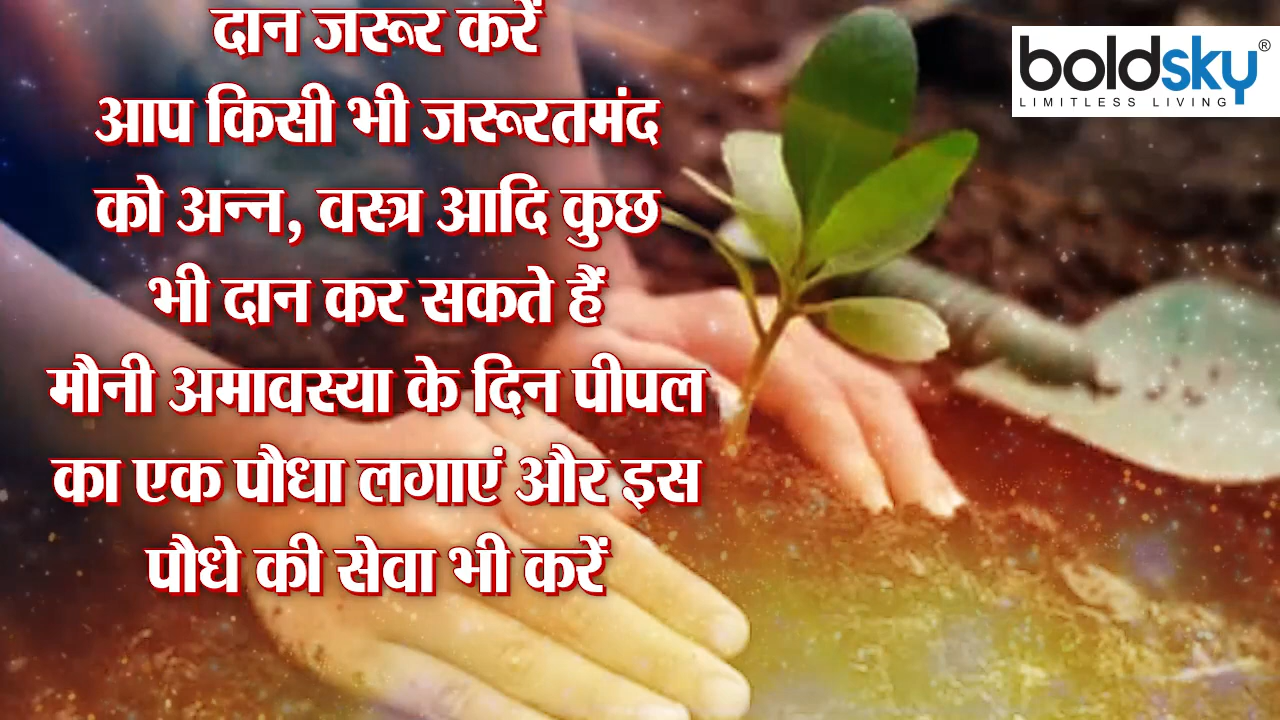 दान जरूर करें
आप किसी भी जरूरतमंद
को अन्न, वस्त्र आदि कुछ
भी दान कर सकते हैं
मौनी अमावस्या के दिन पीपल
का एक पौधा लगाएं और इस
पौधे की सेवा भी करें
boldsky®
LIMITLESS LIVING